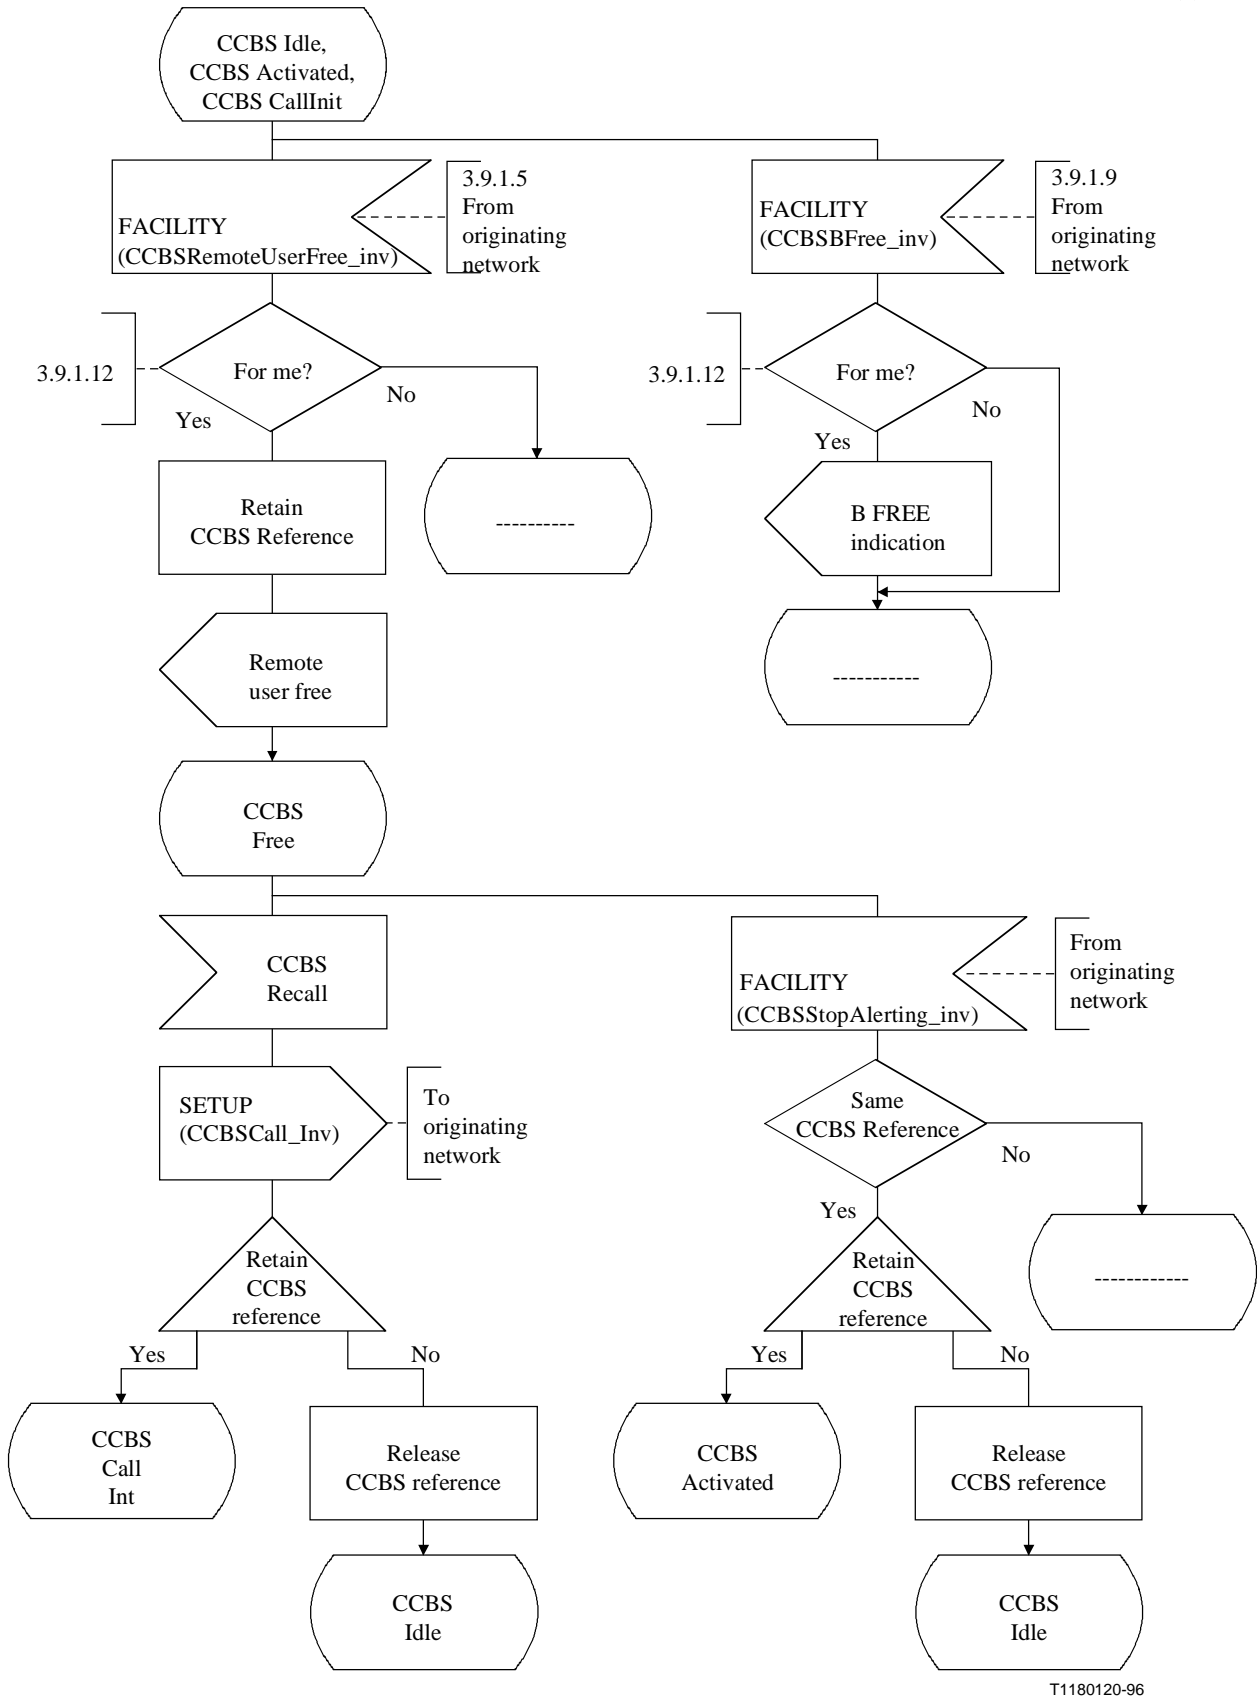 CCBS Idle,
CCBS Activated,
CCBS CallInit
FACILITY
(CCBSRemoteUserFree_inv)
3.9.1.5
From
originating
network
FACILITY
(CCBSBFree_inv)
3.9.1.9
From
originating
network
3.9.1.12
For me?
No
Yes
3.9.1.12
For me?
No
Yes
Retain
CCBS Reference
----------
B FREE
indication
Remote
user free
-----------
CCBS
Free
CCBS
Recall
FACILITY
(CCBSStopAlerting_inv)
From
originating
network
SETUP
(CCBSCall_Inv)
To
originating
network
Same
CCBS Reference
No
Yes
Retain
CCBS
reference
Retain
CCBS
reference
------------
Yes
No
Yes
No
CCBS
Call
Int
Release
CCBS reference
CCBS
Activated
Release
CCBS reference
CCBS
Idle
CCBS
Idle
T1180120-96